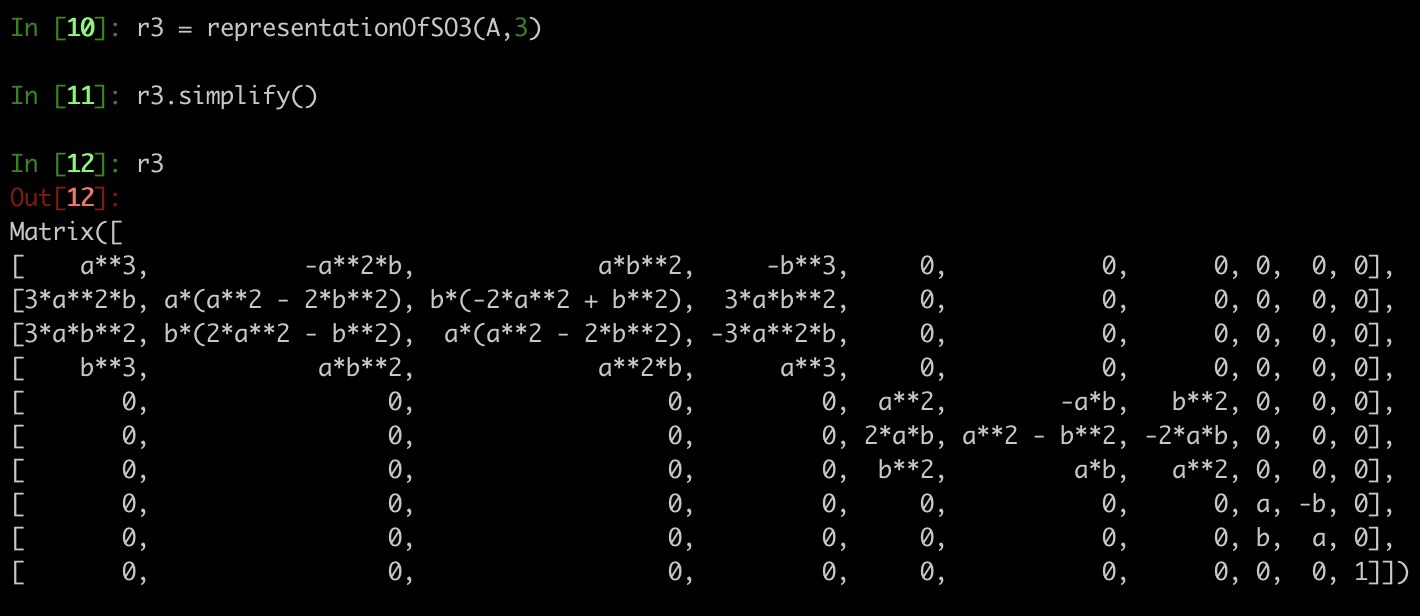 In [10]: r3 = representationOfSO3(A,3)
In [11]: r3.simplify()
In [12]: r3
Out[12]:
Matrix([
[    a**3,           -a**2*b,             a*b**2,     -b**3,     0,           0,      0, 0,  0, 0],
[3*a**2*b, a*(a**2 - 2*b**2), b*(-2*a**2 + b**2),  3*a*b**2,     0,           0,      0, 0,  0, 0],
[3*a*b**2, b*(2*a**2 - b**2),  a*(a**2 - 2*b**2), -3*a**2*b,     0,           0,      0, 0,  0, 0],
[    b**3,            a*b**2,             a**2*b,      a**3,     0,           0,      0, 0,  0, 0],
[       0,                 0,                  0,         0,  a**2,        -a*b,   b**2, 0,  0, 0],
[       0,                 0,                  0,         0, 2*a*b, a**2 - b**2, -2*a*b, 0,  0, 0],
[       0,                 0,                  0,         0,  b**2,         a*b,   a**2, 0,  0, 0],
[       0,                 0,                  0,         0,     0,           0,      0, a, -b, 0],
[       0,                 0,                  0,         0,     0,           0,      0, b,  a, 0],
[       0,                 0,                  0,         0,     0,           0,      0, 0,  0, 1]])